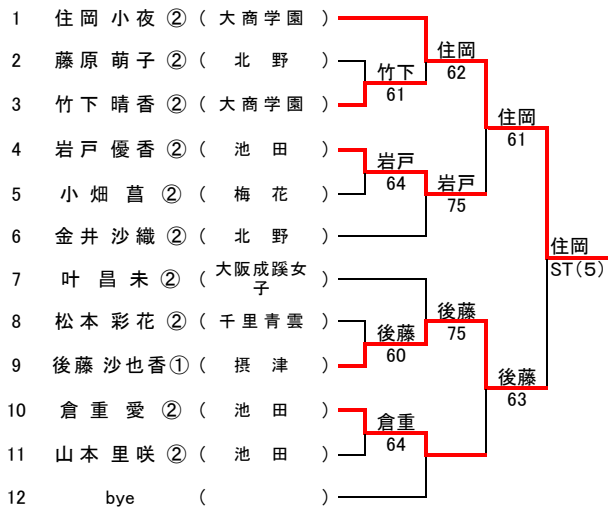 1 住岡 小夜 ② ( 大商学園 )
2 藤原 萌子 ② ( 北 野 )
3 竹下 晴香 ② ( 大商学園 )
4 岩戸 優香 ② ( 池 田 )
5 小畑 菖 ② ( 梅 花 )
6 金井 沙織 ② ( 北 野 )
7 叶 昌未 ② ( 大阪成蹊女子 )
8 松本 彩花 ② ( 千里青雲 )
9 後藤 沙也香 ① ( 摂 津 )
10 倉重 愛 ② ( 池 田 )
11 山本 里咲 ② ( 池 田 )
12 bye ( )
竹下
61
岩戸
64
後藤
60
倉重
64
住岡
62
岩戸
75
後藤
75
住岡
61
後藤
63
住岡
ST(5)